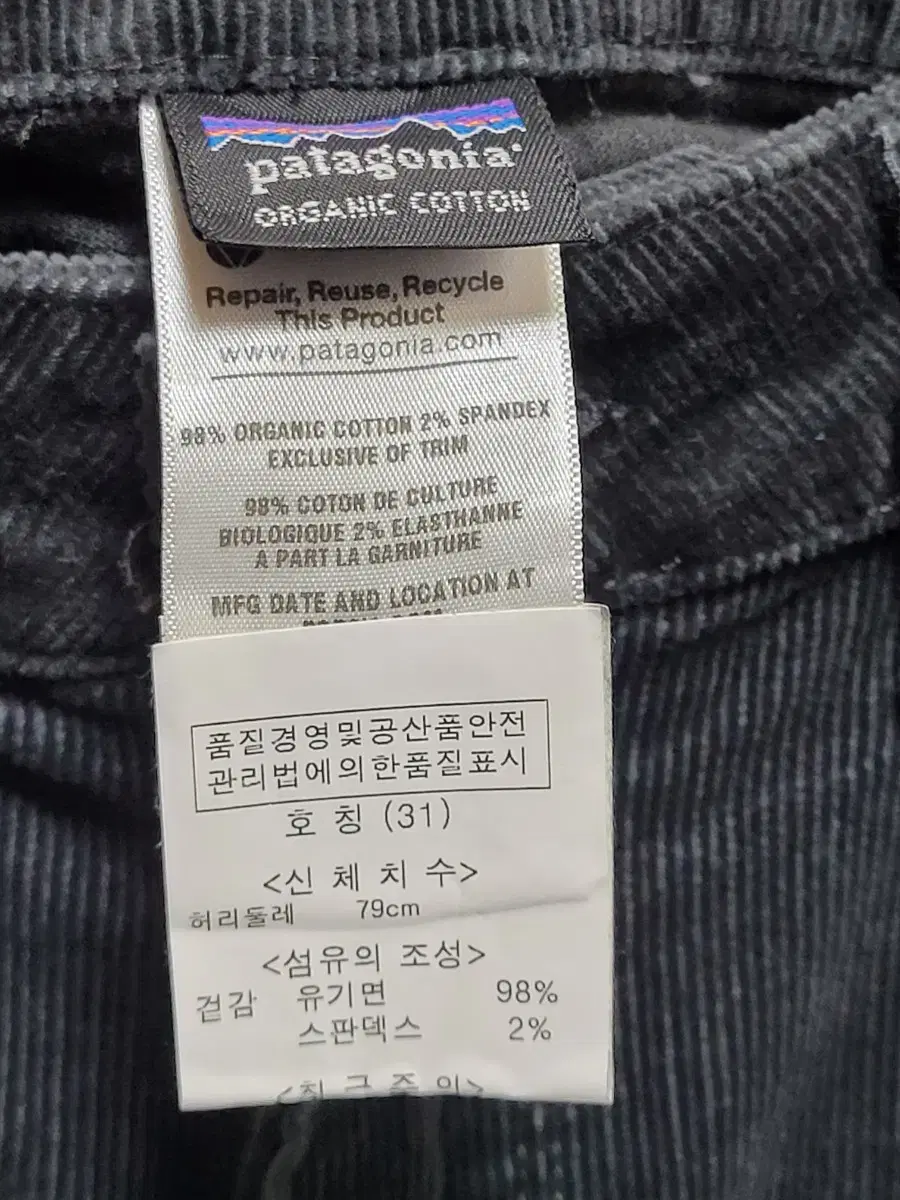 patagonia
ORGANIC COTTON
Repair, Reuse, Recycle
This Product
www.patagonia.com
98% ORGANIC COTTON 2% SPANDEX
EXCLUSIVE OF TRIM
98% COTON DE CULTURE
BIOLOGIQUE 2% ELASTHANNE
A PART LA GARNITURE
MFG DATE AND LOCATION AT
품질경영및공산품안전
관리법에의한품질표시
호 칭 (31)
<신 체 치 수>
허리둘레 79cm
<섬유의 조성>
겉감 유기면 98%
스판덱스 2%